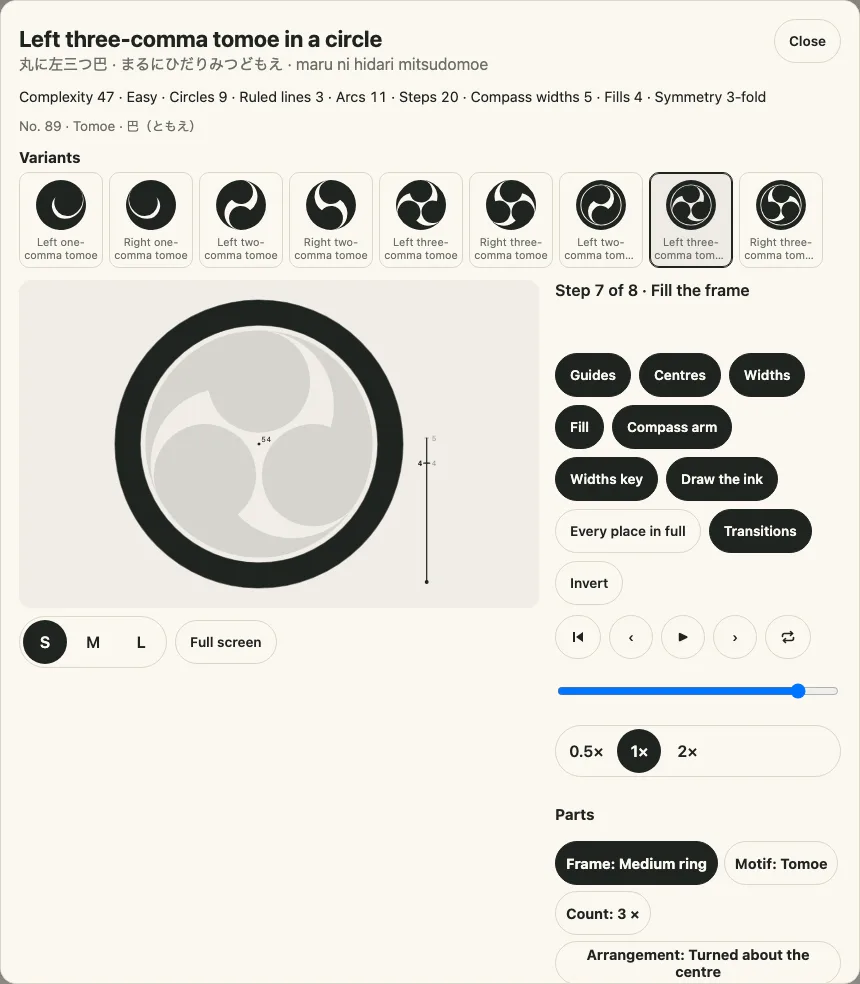 Left three-comma tomoe in a circle
Close
丸に左三つ巴 · まるにひだりみつどもえ · maru ni hidari mitsudomoe
Complexity 47 · Easy · Circles 9 · Ruled lines 3 · Arcs 11 · Steps 20 · Compass widths 5 · Fills 4 · Symmetry 3-fold
No. 89 · Tomoe · 巴（ともえ）
Variants
Left one-
comma tomoe
Right one-
comma tomoe
Left two-
comma tomoe
Right two-
comma tomoe
Left three-
comma tomoe
Right three-
comma tomoe
Left two-
comma tom…
Left three-
comma tom…
Right three-
comma tom…
Step 7 of 8 · Fill the frame
54
5
4 4
Guides Centres Widths
Fill Compass arm
Widths key Draw the ink
Every place in full Transitions
Invert
S M L Full screen
0.5× 1× 2×
Parts
Frame: Medium ring Motif: Tomoe
Count: 3 ×
Arrangement: Turned about the
centre